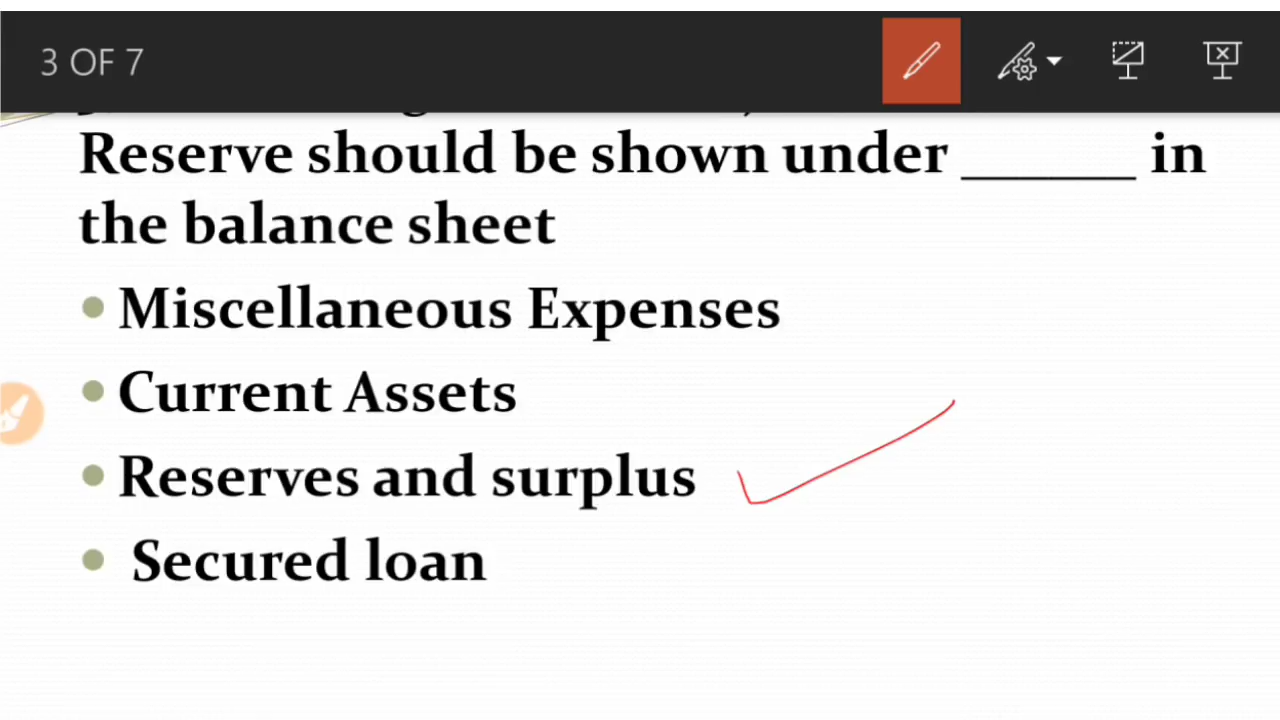 3 OF 7
Reserve should be shown under ______ in
the balance sheet
Miscellaneous Expenses
Current Assets
Reserves and surplus
Secured loan